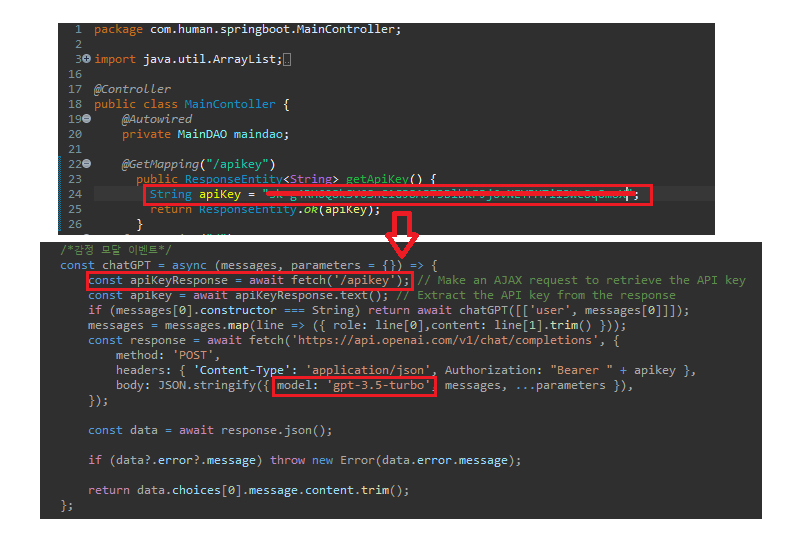 1 package com.human.springboot.MainController;
2
3 import java.util.ArrayList;
16
17 @Controller
18 public class MainContoller {
19 @Autowired
20 private MainDAO maindao;
21
22 @GetMapping("/apikey")
23 public ResponseEntity<String> getApiKey() {
24 String apiKey = "";
25 return ResponseEntity.ok(apiKey);
26 }
/*감정 모달 이벤트*/
const chatGPT = async (messages, parameters = {}) => {
const apiKeyResponse = await fetch('/apikey'); // Make an AJAX request to retrieve the API key
const apikey = await apiKeyResponse.text(); // Extract the API key from the response
if (messages[0].constructor === String) return await chatGPT([['user', messages[0]]]);
messages = messages.map(line => ({ role: line[0],content: line[1].trim() }));
const response = await fetch('https://api.openai.com/v1/chat/completions', {
method: 'POST',
headers: { 'Content-Type': 'application/json', Authorization: "Bearer " + apikey },
body: JSON.stringify({ model: 'gpt-3.5-turbo', messages, ...parameters }),
});
const data = await response.json();
if (data?.error?.message) throw new Error(data.error.message);
return data.choices[0].message.content.trim();
};